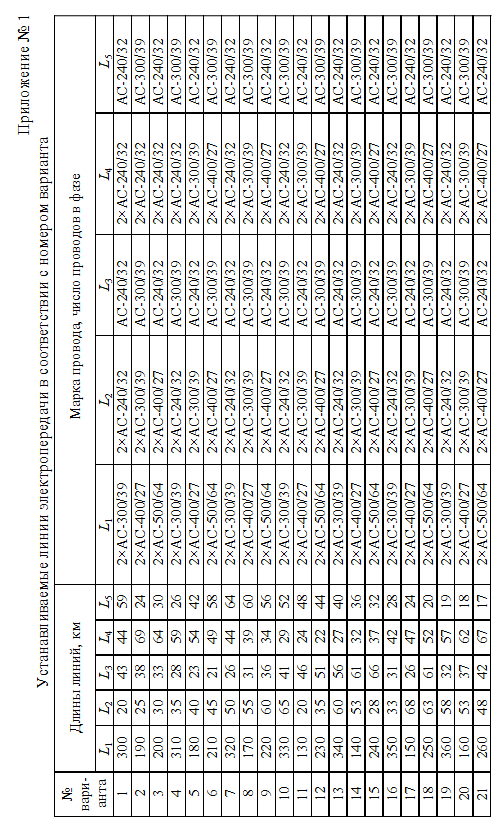 Приложение № 1
Устанавливаемые линии электропередачи в соответствии с номером варианта
№ вари-анта Длины линий, км Марка провода, число проводов в фазе
L1 L2 L3 L4 L5 L1 L2 L3 L4 L5
1 300 20 43 44 59 2×АС-300/39 2×АС-240/32 АС-240/32 2×АС-240/32 АС-240/32
2 190 25 38 69 24 2×АС-400/27 2×АС-300/39 АС-300/39 2×АС-240/32 АС-300/39
3 200 30 33 30 30 2×АС-500/64 2×АС-400/27 АС-240/32 2×АС-240/32 АС-240/32
4 310 35 28 59 26 2×АС-300/39 2×АС-240/32 АС-300/39 2×АС-240/32 АС-300/39
5 180 40 23 54 42 2×АС-400/27 2×АС-300/39 АС-240/32 2×АС-300/39 АС-240/32
6 210 45 21 49 58 2×АС-500/64 2×АС-400/27 АС-300/39 2×АС-400/27 АС-300/39
7 320 50 26 44 64 2×АС-300/39 2×АС-240/32 АС-240/32 2×АС-240/32 АС-240/32
8 170 55 31 39 60 2×АС-400/27 2×АС-300/39 АС-300/39 2×АС-300/39 АС-300/39
9 220 60 36 34 56 2×АС-500/64 2×АС-400/27 АС-240/32 2×АС-400/27 АС-240/32
10 330 65 41 29 52 2×АС-300/39 2×АС-240/32 АС-300/39 2×АС-240/32 АС-300/39
11 130 20 46 24 48 2×АС-400/27 2×АС-300/39 АС-240/32 2×АС-300/39 АС-240/32
12 230 35 51 22 44 2×АС-500/64 2×АС-400/27 АС-300/39 2×АС-400/27 АС-300/39
13 340 60 56 27 40 2×АС-300/39 2×АС-240/32 АС-240/32 2×АС-240/32 АС-240/32
14 140 53 61 32 36 2×АС-400/27 2×АС-300/39 АС-300/39 2×АС-300/39 АС-300/39
15 240 28 66 37 32 2×АС-500/64 2×АС-400/27 АС-240/32 2×АС-400/27 АС-240/32
16 350 33 31 42 28 2×АС-300/39 2×АС-240/32 АС-300/39 2×АС-240/32 АС-300/39
17 150 68 26 47 24 2×АС-400/27 2×АС-300/39 АС-240/32 2×АС-300/39 АС-240/32
18 250 63 61 52 20 2×АС-500/64 2×АС-400/27 АС-300/39 2×АС-400/27 АС-300/39
19 360 58 32 57 19 2×АС-300/39 2×АС-240/32 АС-240/32 2×АС-240/32 АС-240/32
20 160 53 37 62 18 2×АС-400/27 2×АС-300/39 АС-300/39 2×АС-300/39 АС-300/39
21 260 48 42 67 17 2×АС-500/64 2×АС-400/27 АС-240/32 2×АС-400/27 АС-240/32